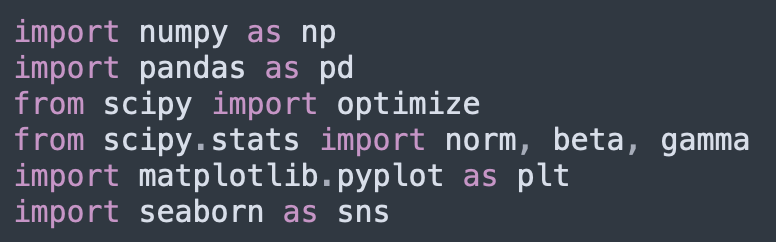 import numpy as np
import pandas as pd
from scipy import optimize
from scipy.stats import norm, beta, gamma
import matplotlib.pyplot as plt
import seaborn as sns